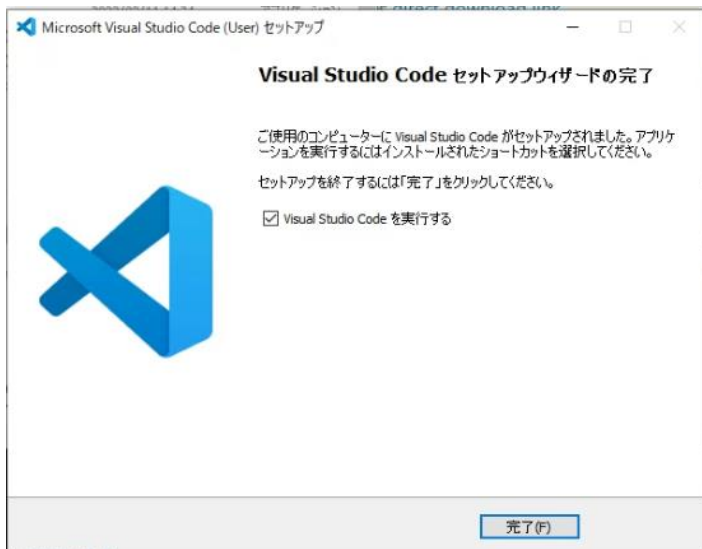 direct download link
Microsoft Visual Studio Code (User) セットアップ
Visual Studio Code セットアップウィザードの完了
ご使用のコンピューターに Visual Studio Code がセットアップされました。アプリケ
ーションを実行するにはインストールされたショートカットを選択してください。
セットアップを終了するには「完了」をクリックしてください。
Visual Studio Code を実行する
完了(F)